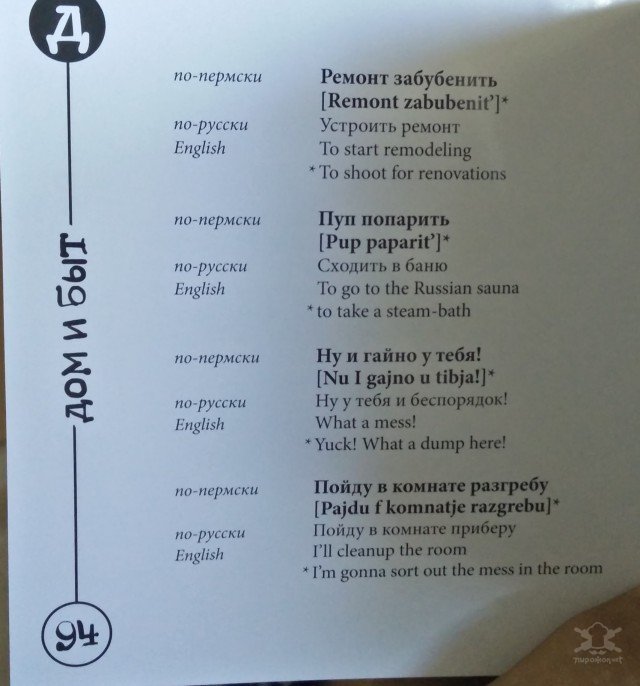 Д
ДОМ И БЫТ
по-пермски Ремонт забубенить
[Remont zabubenit’]*
по-русски Устроить ремонт
English To start remodeling
* To shoot for renovations
по-пермски Пуп попарить
[Pup paparit’]*
по-русски Сходить в баню
English To go to the Russian sauna
* to take a steam-bath
по-пермски Ну и гайно у тебя!
[Nu I gajno u tibja!]*
по-русски Ну у тебя и беспорядок!
English What a mess!
* Yuck! What a dump here!
по-пермски Пойду в комнате разгребу
[Pajdu f komnatje razgrebu]*
по-русски Пойду в комнате приберу
English I’ll cleanup the room
* I’m gonna sort out the mess in the room
94